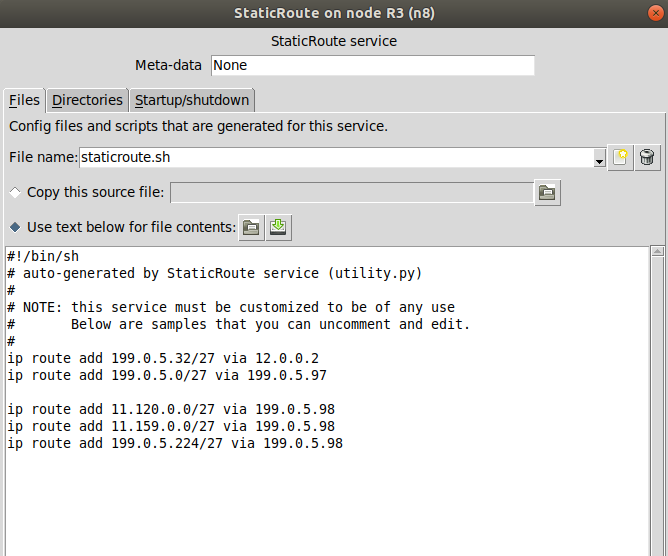 StaticRoute on node R3 (n8)
StaticRoute service
Meta-data None
Files Directories Startup/shutdown
Config files and scripts that are generated for this service.
File name: staticroute.sh
Copy this source file:
Use text below for file contents:
#!/bin/sh
# auto-generated by StaticRoute service (utility.py)
#
# NOTE: this service must be customized to be of any use
#       Below are samples that you can uncomment and edit.
#
ip route add 199.0.5.32/27 via 12.0.0.2
ip route add 199.0.5.0/27 via 199.0.5.97

ip route add 11.120.0.0/27 via 199.0.5.98
ip route add 11.159.0.0/27 via 199.0.5.98
ip route add 199.0.5.224/27 via 199.0.5.98